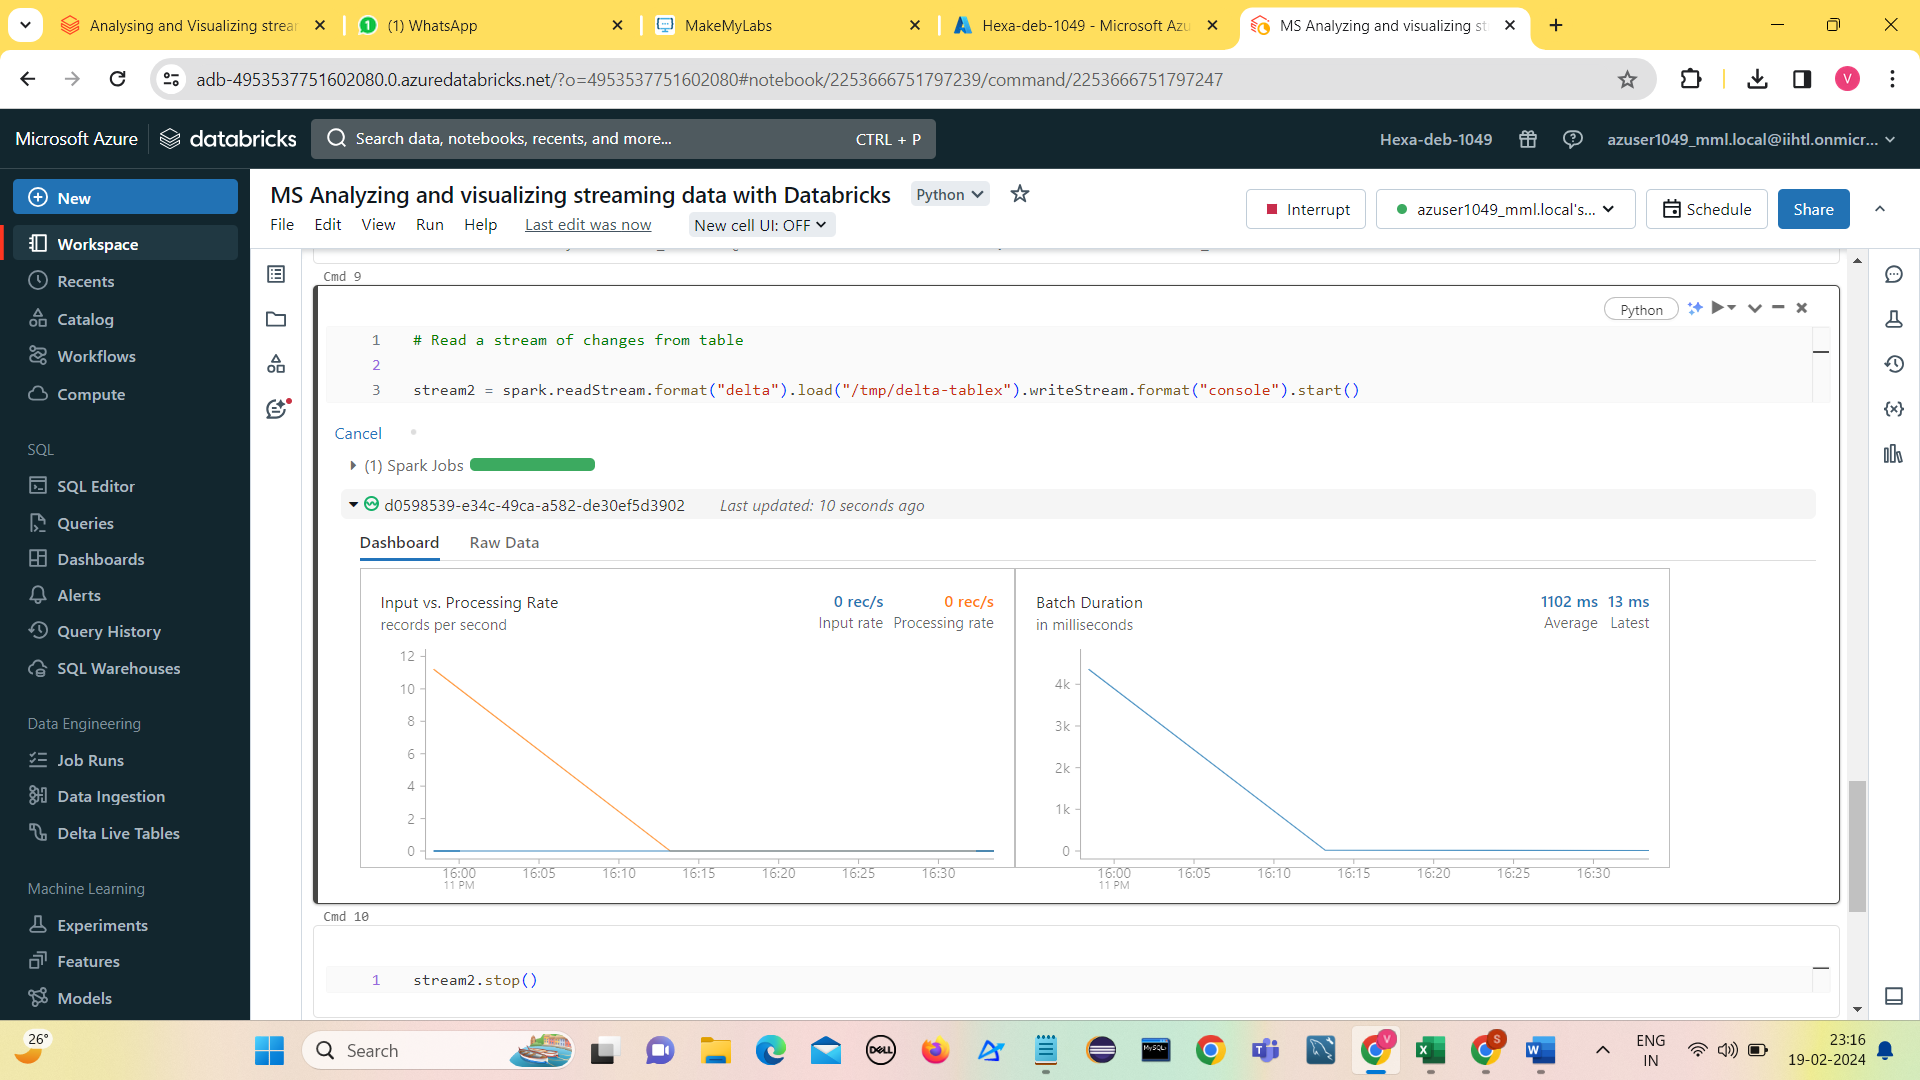 Analysing and Visualizing strear
(1) WhatsApp
MakeMyLabs
Hexa-deb-1049 - Microsoft Azu
MS Analyzing and visualizing st
adb-4953537751602080.0.azuredatabricks.net/?o=4953537751602080#notebook/2253666751797239/command/2253666751797247
V
Microsoft Azure
databricks
Search data, notebooks, recents, and more...
CTRL + P
Hexa-deb-1049
azuser1049_mml.local@iihtl.onmicr...
New
Workspace
Recents
Catalog
Workflows
Compute
SQL
SQL Editor
Queries
Dashboards
Alerts
Query History
SQL Warehouses
Data Engineering
Job Runs
Data Ingestion
Delta Live Tables
Machine Learning
Experiments
Features
Models
MS Analyzing and visualizing streaming data with Databricks
Python
File Edit View Run Help Last edit was now New cell UI: OFF
Interrupt
azuser1049_mml.local's...
Schedule
Share
Cmd 9
Python
1 # Read a stream of changes from table
2
3 stream2 = spark.readStream.format("delta").load("/tmp/delta-tablex").writeStream.format("console").start()
Cancel
(1) Spark Jobs
d0598539-e34c-49ca-a582-de30ef5d3902 Last updated: 10 seconds ago
Dashboard Raw Data
Input vs. Processing Rate
records per second
0 rec/s 0 rec/s
Input rate Processing rate
12
10
8
6
4
2
0
16:00 16:05 16:10 16:15 16:20 16:25 16:30
11 PM
Batch Duration
in milliseconds
1102 ms 13 ms
Average Latest
4k
3k
2k
1k
0
16:00 16:05 16:10 16:15 16:20 16:25 16:30
11 PM
Cmd 10
1 stream2.stop()
26°
Search
DELL
MySQL
V
S
ENG
IN
23:16
19-02-2024